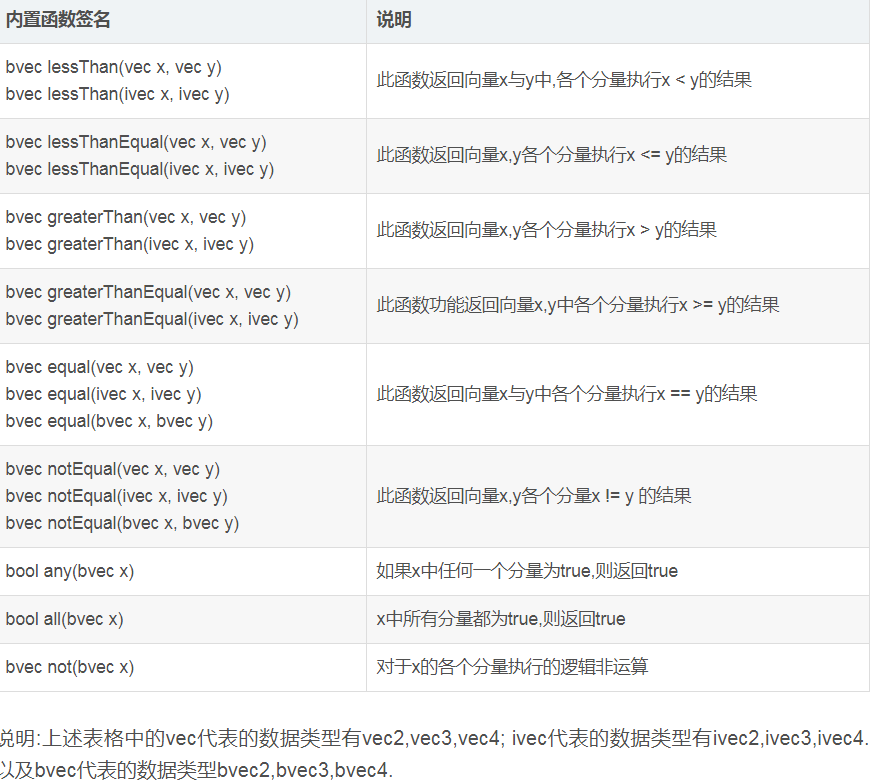 内置函数签名
说明
bvec lessThan(vec x, vec y)
bvec lessThan(ivec x, ivec y)
此函数返回向量x与y中,各个分量执行x < y的结果
bvec lessThanEqual(vec x, vec y)
bvec lessThanEqual(ivec x, ivec y)
此函数返回向量x,y各个分量执行x <= y的结果
bvec greaterThan(vec x, vec y)
bvec greaterThan(ivec x, ivec y)
此函数返回向量x,y各个分量执行x > y的结果
bvec greaterThanEqual(vec x, vec y)
bvec greaterThanEqual(ivec x, ivec y)
此函数功能返回向量x,y中各个分量执行x >= y的结果
bvec equal(vec x, vec y)
bvec equal(ivec x, ivec y)
bvec equal(bvec x, bvec y)
此函数返回向量x与y中各个分量执行x == y的结果
bvec notEqual(vec x, vec y)
bvec notEqual(ivec x, ivec y)
bvec notEqual(bvec x, bvec y)
此函数返回向量x,y各个分量x != y 的结果
bool any(bvec x)
如果x中任何一个分量为true,则返回true
bool all(bvec x)
x中所有分量都为true,则返回true
bvec not(bvec x)
对于x的各个分量执行的逻辑非运算
说明:上述表格中的vec代表的数据类型有vec2,vec3,vec4; ivec代表的数据类型有ivec2,ivec3,ivec4.
以及bvec代表的数据类型bvec2,bvec3,bvec4.